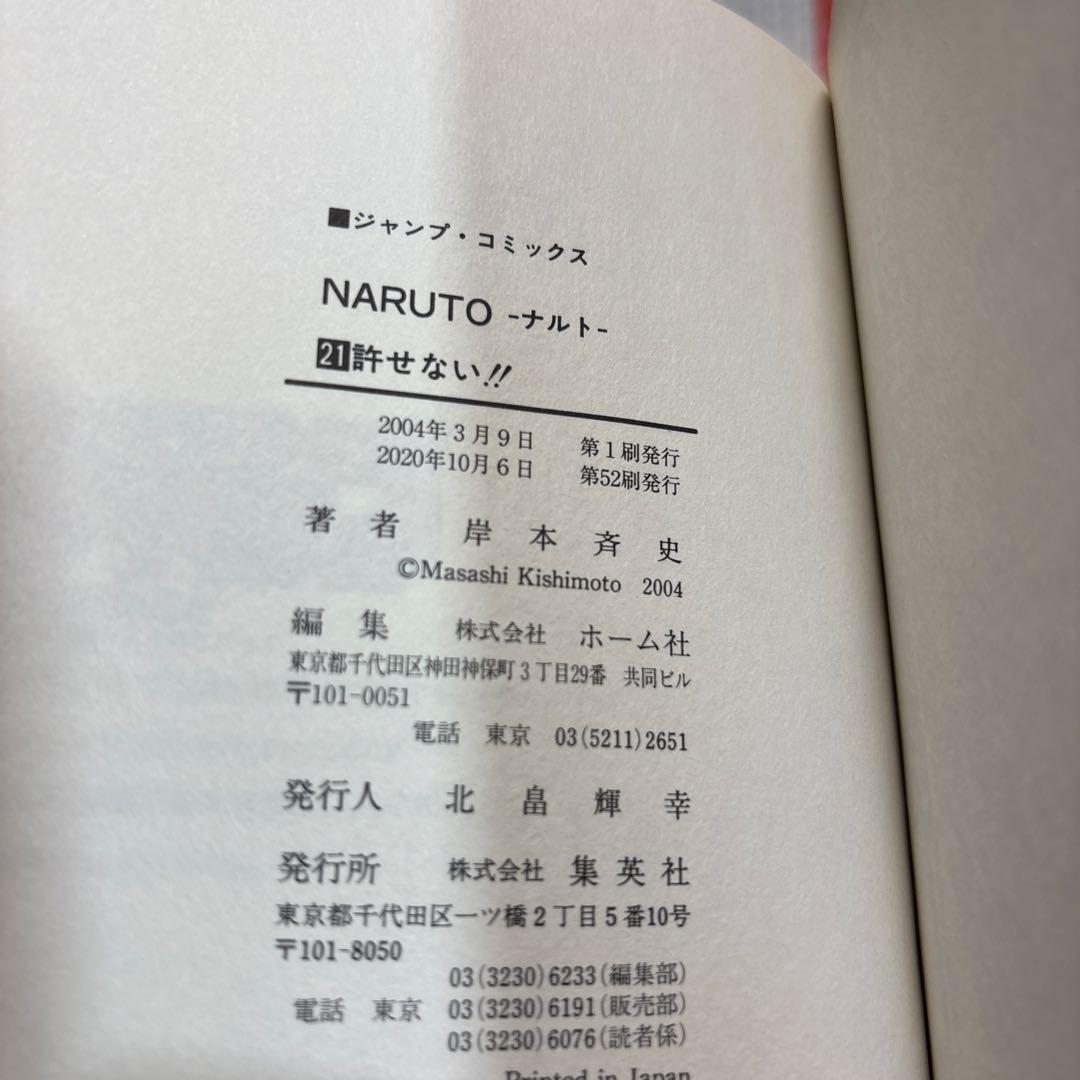 ■ジャンプ・コミックス
NARUTO -ナルト-
21許せない!!
2004年3月9日 第1刷発行
2020年10月6日 第52刷発行
著者 岸本斉史
©Masashi Kishimoto 2004
編集 株式会社 ホーム社
東京都千代田区神田神保町3丁目29番 共同ビル
〒101-0051
電話 東京 03(5211)2651
発行人 北畠輝幸
発行所 株式会社 集英社
東京都千代田区一ツ橋2丁目5番10号
〒101-8050
03(3230)6233(編集部)
電話 東京 03(3230)6191(販売部)
03(3230)6076(読者係)
Printed in Japan